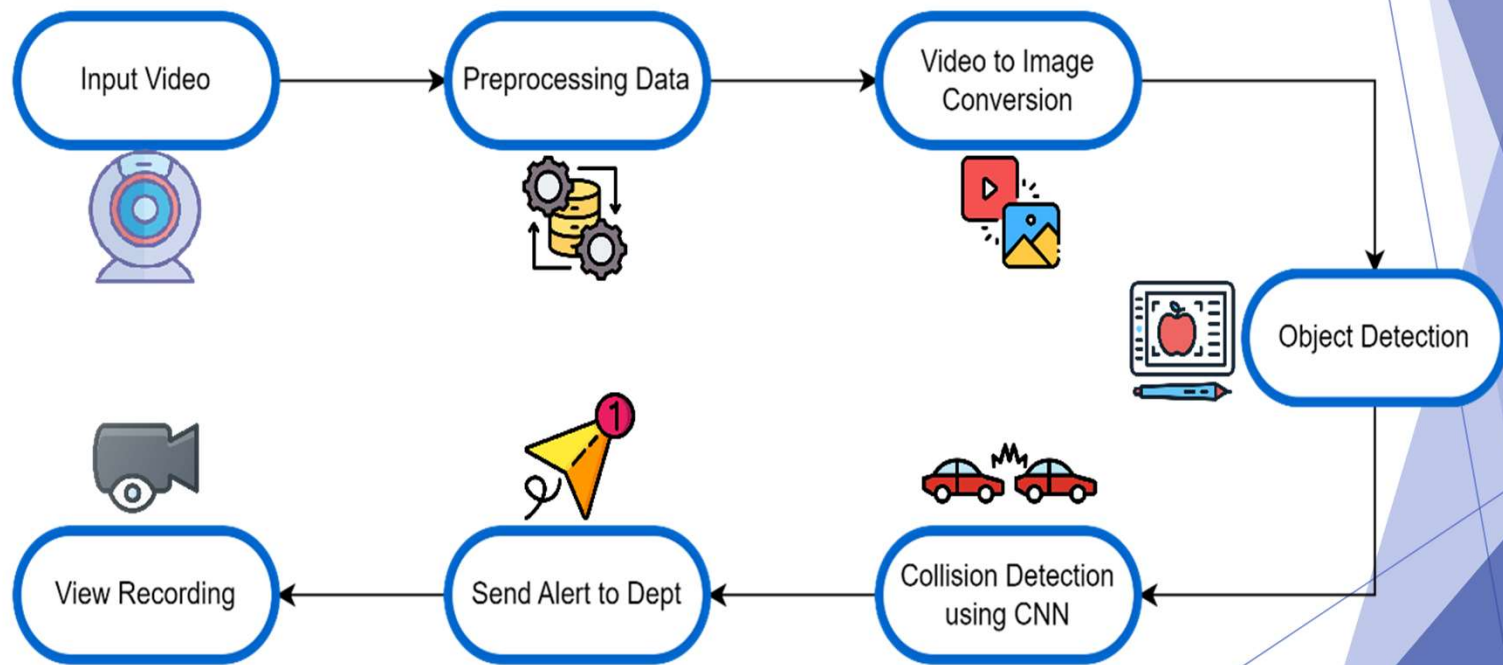 Input Video
Preprocessing Data
Video to Image
Conversion
Object Detection
Collision Detection
using CNN
1
Send Alert to Dept
View Recording